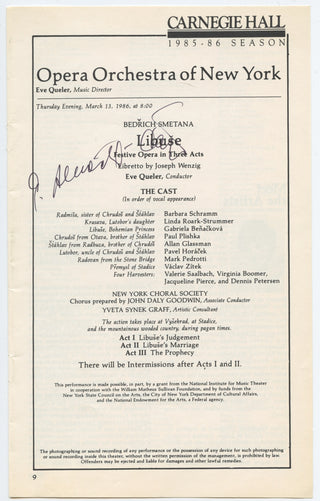 CARNEGIE HALL
1985-86 SEASON
Opera Orchestra of New York
Eve Queler, Music Director
Thursday Evening, March 13, 1986, at 8:00
BEDŘICH SMETANA
Libuše
Festive Opera in Three Acts
Libretto by Joseph Wenzig
Eve Queler, Conductor
THE CAST
(In order of vocal appearance)
Radmila, sister of Chrudoš and Šťáhlav Barbara Schramm
Krasava, Lutobor's daughter Linda Roark-Strummer
Libuše, Bohemian Princess Gabriela Beňačková
Chrudoš from Otava, brother of Šťáhlav Paul Plishka
Šťáhlav from Radbuza, brother of Chrudoš Allan Glassman
Lutobor, uncle of Chrudoš and Šťáhlav Pavel Horáček
Radovan from the Stone Bridge Mark Pedrotti
Přemysl of Stadice Václav Zítek
Four Harvesters: Valerie Saalbach, Virginia Boomer,
Jacqueline Pierce, and Dennis Petersen
NEW YORK CHORAL SOCIETY
Chorus prepared by JOHN DALY GOODWIN, Associate Conductor
YVETA SYNEK GRAFF, Artistic Consultant
The action takes place at Vyšehrad, at Stadice,
and the mountainous wooded country, during pagan times.
Act I Libuše's Judgement
Act II Libuše's Marriage
Act III The Prophecy
There will be Intermissions after Acts I and II.
This performance is made possible, in part, by a grant from the National Institute for Music Theater
in cooperation with the William Matheus Sullivan Foundation, and by funds from the
New York State Council on the Arts, the City of New York Department of Cultural Affairs,
and the National Endowment for the Arts, a Federal agency.
The photographing or sound recording of any performance or the possession of any device for such photographing
or sound recording inside this theater, without the written permission of the management, is prohibited by law.
Offenders may be ejected and liable for damages and other lawful remedies.
9